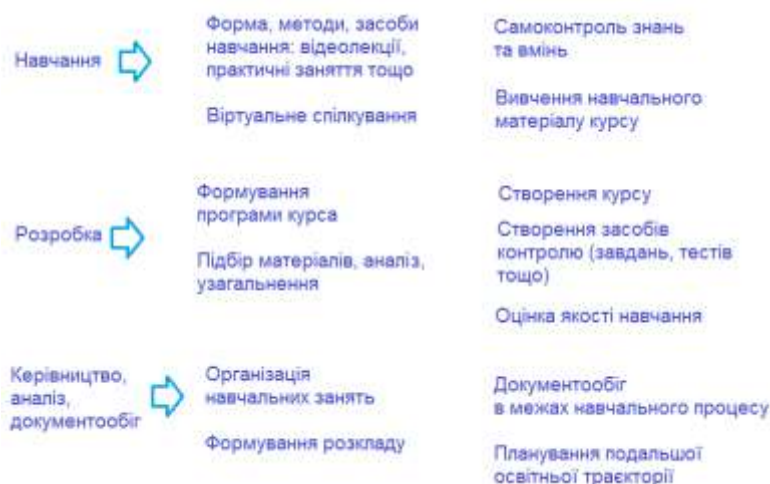 Навчання
Форма, методи, засоби
навчання: відеолекції,
практичні заняття тощо
Віртуальне спілкування
Самоконтроль знань
та вмінь
Вивчення навчального
матеріалу курсу
Розробка
Формування
програми курса
Підбір матеріалів, аналіз,
узагальнення
Створення курсу
Створення засобів
контролю (завдань, тестів
тощо)
Оцінка якості навчання
Керівництво,
аналіз,
документообіг
Організація
навчальних занять
Формування розкладу
Документообіг
в межах навчального процесу
Планування подальшої
освітньої траєкторії